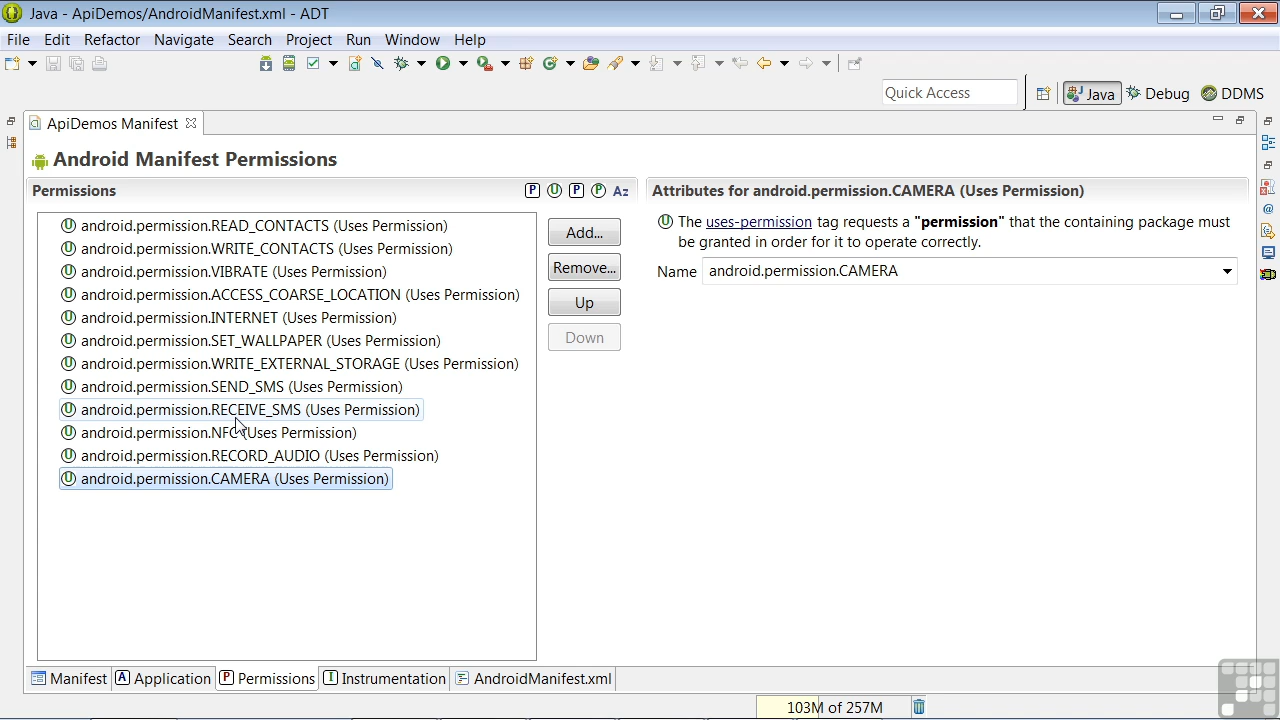 Java - ApiDemos/AndroidManifest.xml - ADT
File Edit Refactor Navigate Search Project Run Window Help
Quick Access Java Debug DDMS
ApiDemos Manifest
Android Manifest Permissions
Permissions
P U P P Az
android.permission.READ_CONTACTS (Uses Permission)
android.permission.WRITE_CONTACTS (Uses Permission)
android.permission.VIBRATE (Uses Permission)
android.permission.ACCESS_COARSE_LOCATION (Uses Permission)
android.permission.INTERNET (Uses Permission)
android.permission.SET_WALLPAPER (Uses Permission)
android.permission.WRITE_EXTERNAL_STORAGE (Uses Permission)
android.permission.SEND_SMS (Uses Permission)
android.permission.RECEIVE_SMS (Uses Permission)
android.permission.NFC (Uses Permission)
android.permission.RECORD_AUDIO (Uses Permission)
android.permission.CAMERA (Uses Permission)
Add...
Remove...
Up
Down
Attributes for android.permission.CAMERA (Uses Permission)
The uses-permission tag requests a "permission" that the containing package must
be granted in order for it to operate correctly.
Name android.permission.CAMERA
Manifest Application Permissions Instrumentation AndroidManifest.xml
103M of 257M